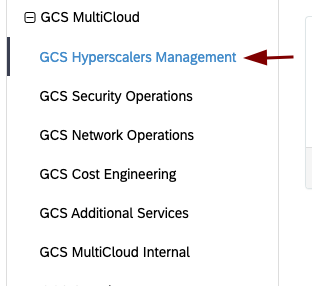 GCS MultiCloud
GCS Hyperscalers Management
GCS Security Operations
GCS Network Operations
GCS Cost Engineering
GCS Additional Services
GCS MultiCloud Internal